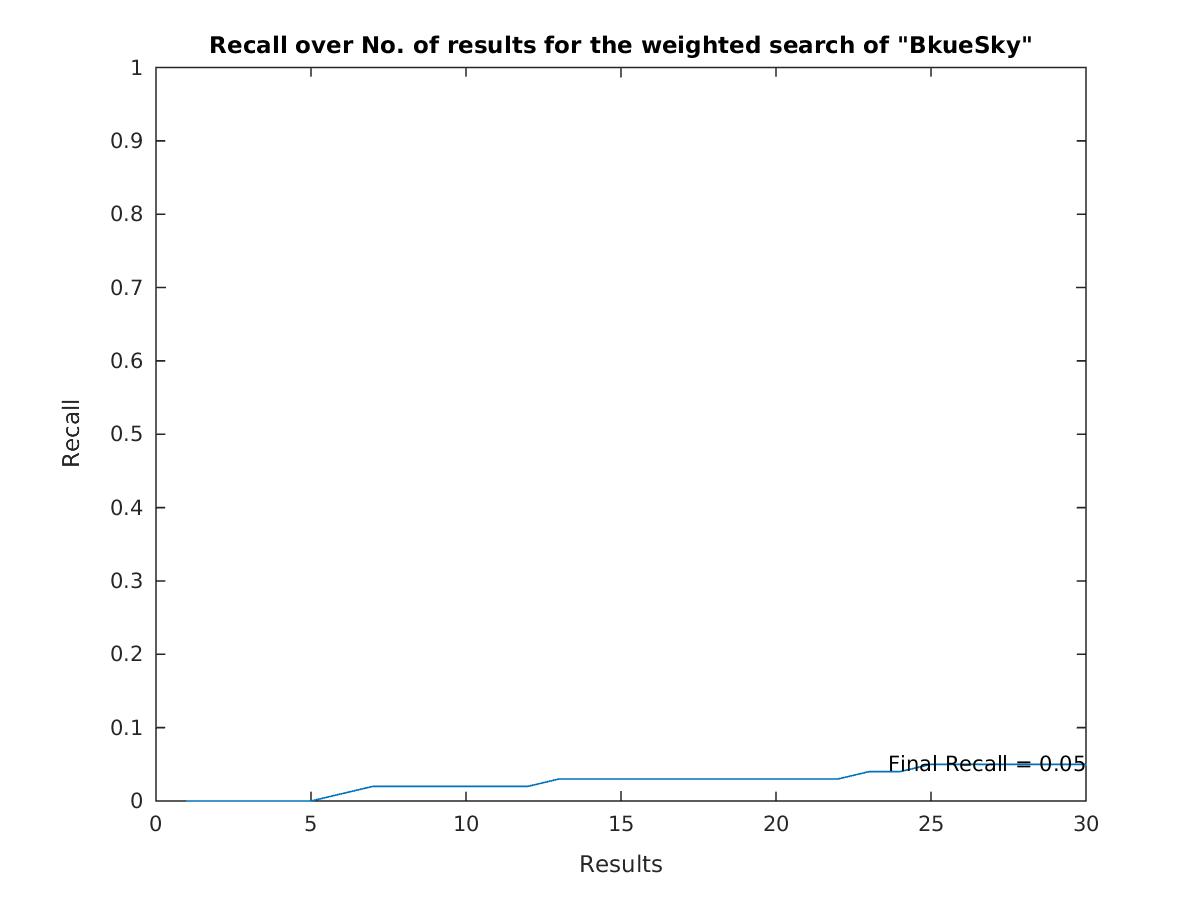 Recall over No. of results for the weighted search of "BkueSky"
1
0.9
0.8
0.7
0.6
0.5
0.4
0.3
0.2
0.1
0
Recall
Final Recall = 0.05
0 5 10 15 20 25 30
Results